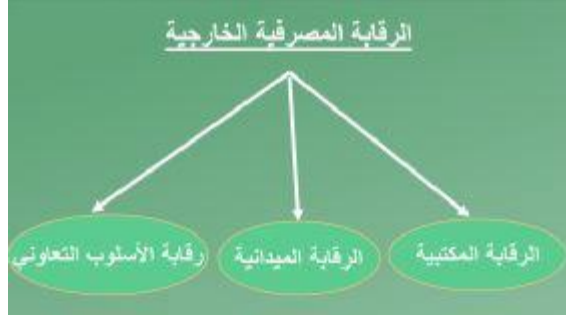 الرقابة المصرفية الخارجية
الرقابة المكتبية
الرقابة الميدانية
رقابة الأسلوب التعاوني